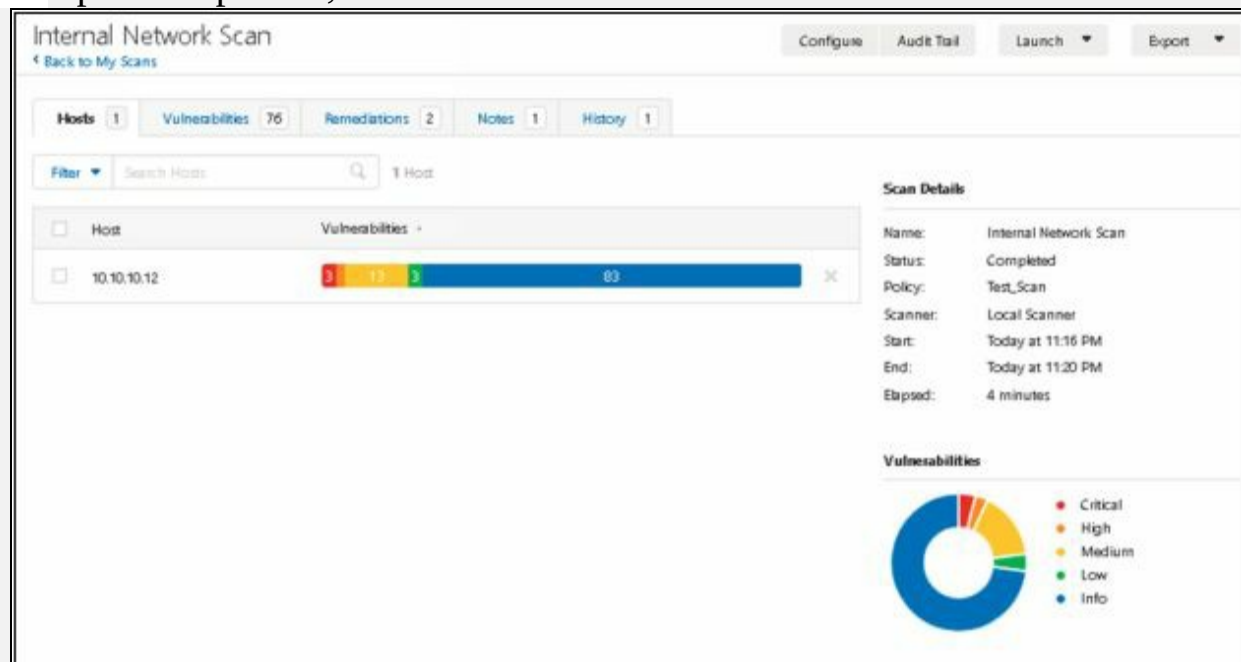 Internal Network Scan
Back to My Scans
Configure Audit Trail Launch Export
Hosts 1 Vulnerabilities 76 Remediations 2 Notes 1 History 1
Filter Search Hosts 1 Host
Scan Details
Host Vulnerabilities
Name: Internal Network Scan
10.10.10.12 3 13 3 83
Status: Completed
Policy: Test_Scan
Scanner: Local Scanner
Start: Today at 11:16 PM
End: Today at 11:20 PM
Elapsed: 4 minutes
Vulnerabilities
Critical
High
Medium
Low
Info